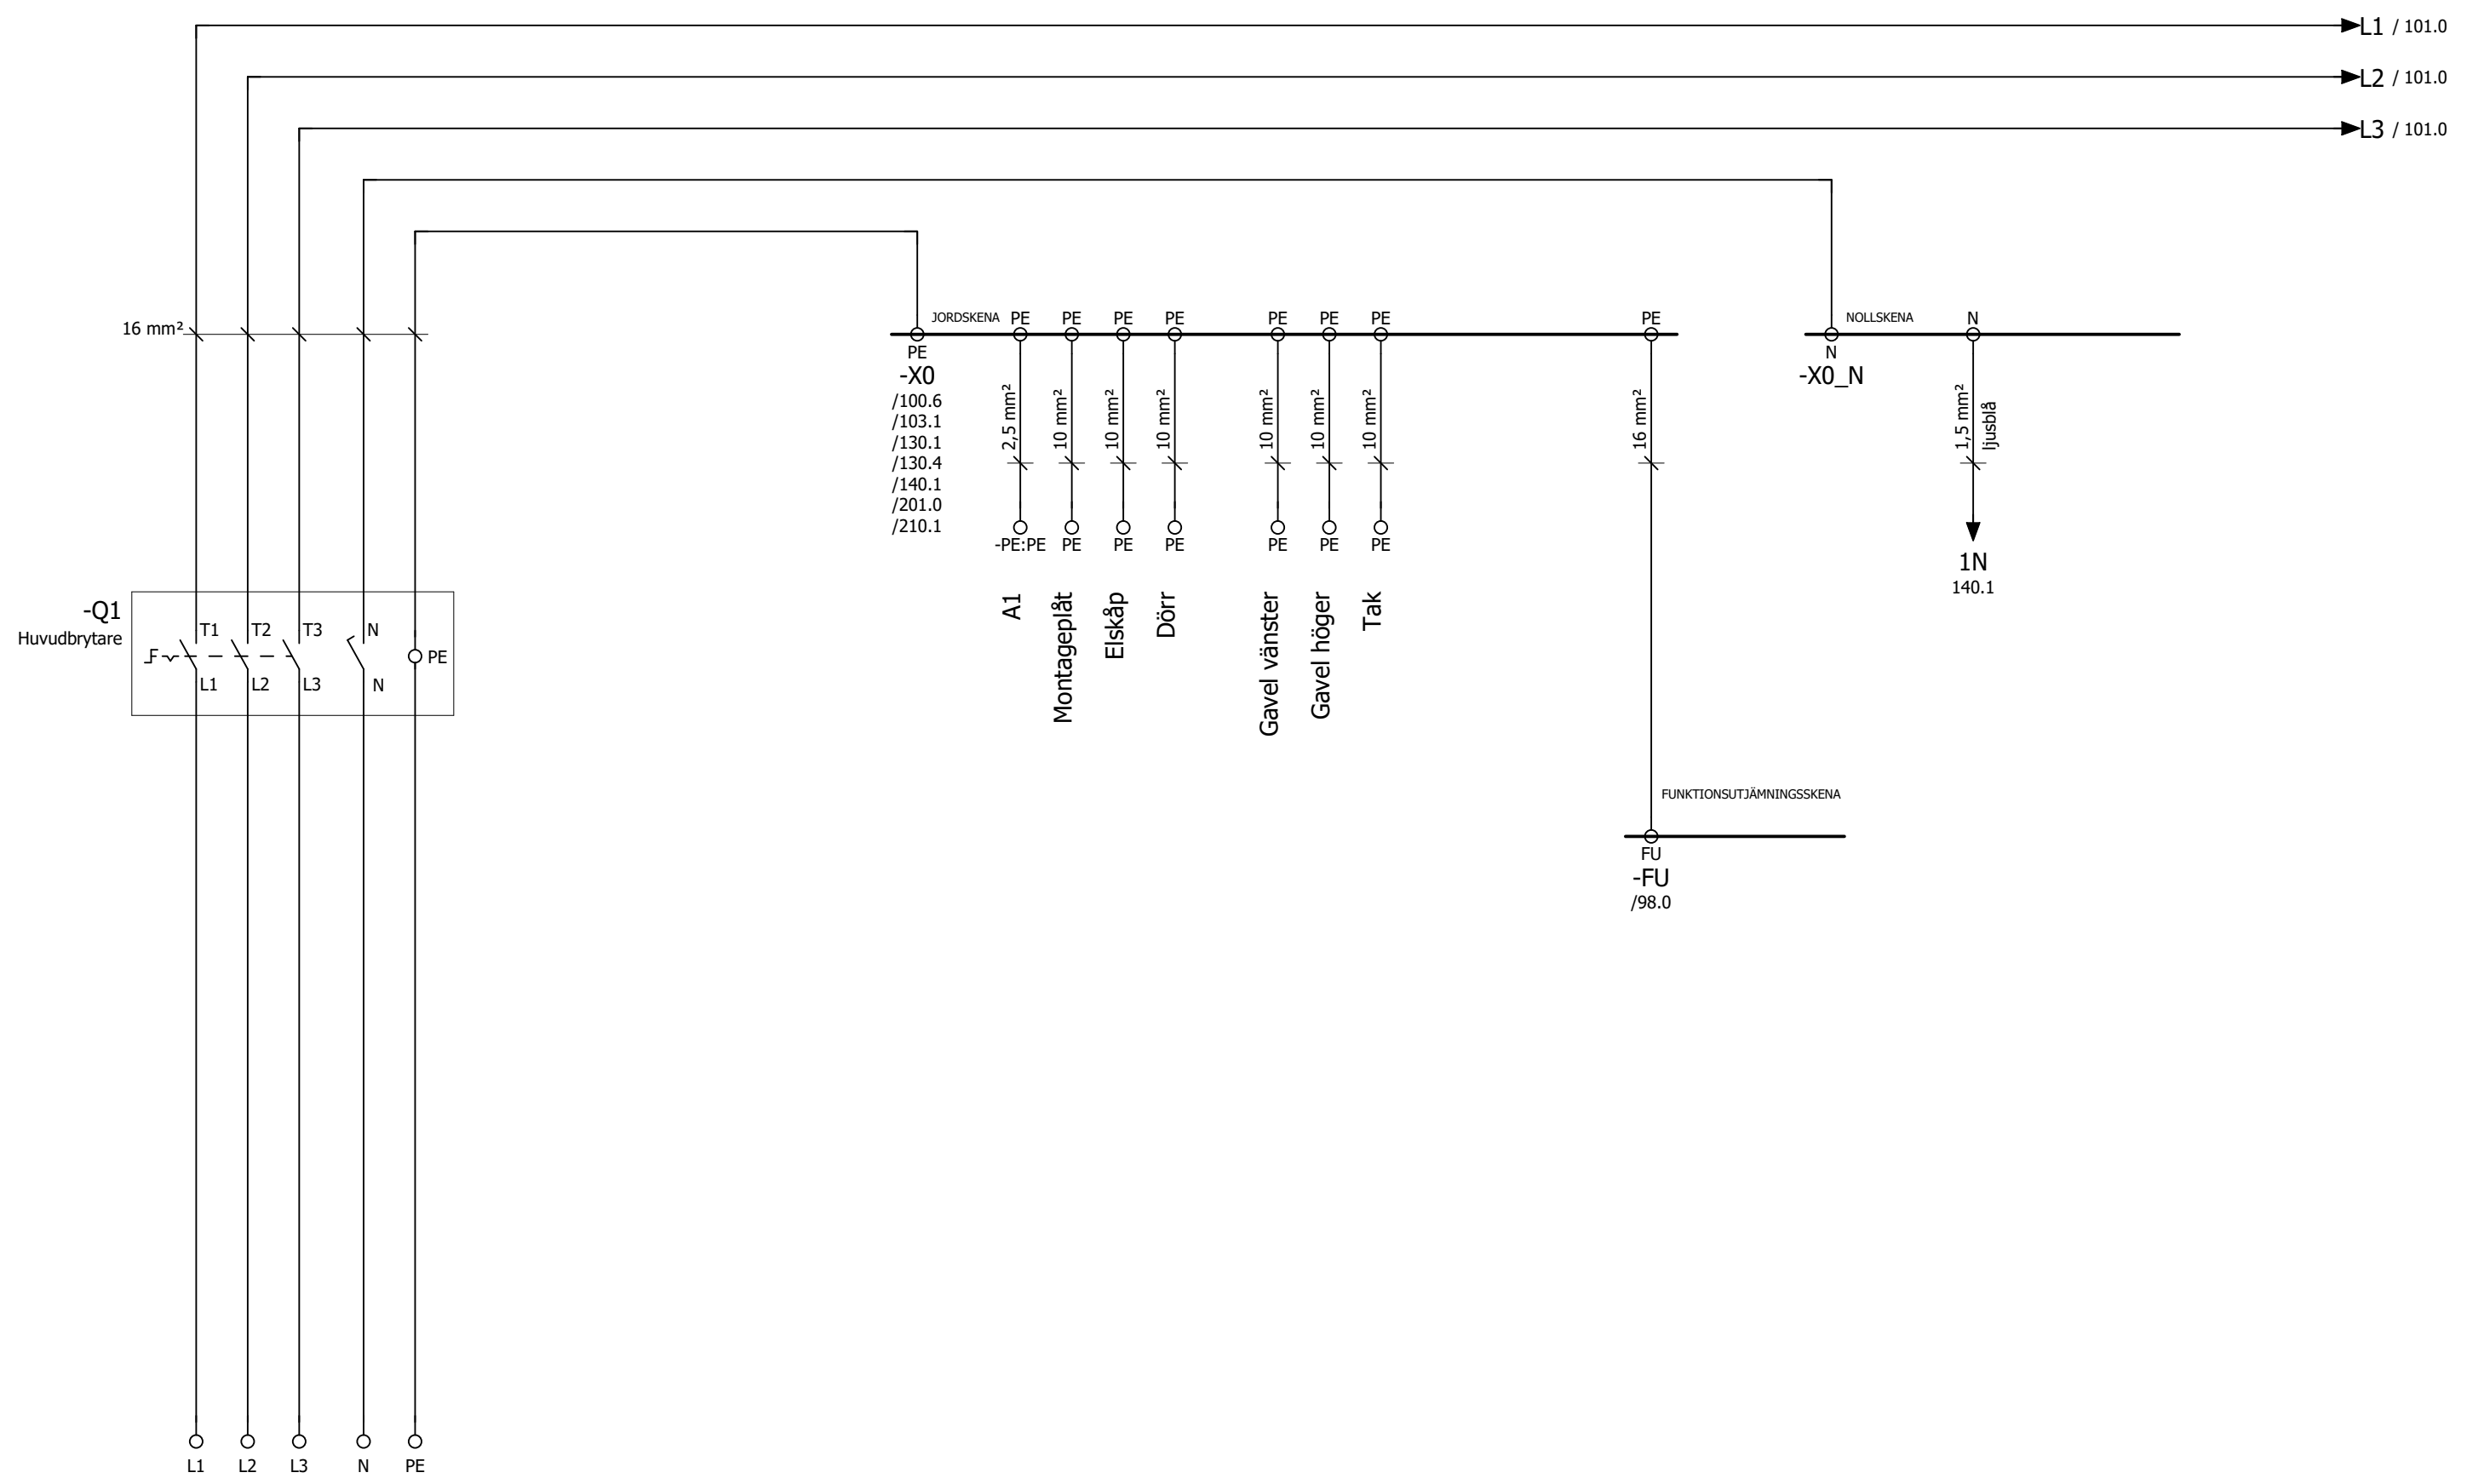 L1 / 101.0
L2 / 101.0
L3 / 101.0
16 mm²
JORDSKENA
PE
PE
PE
PE
PE
PE
PE
PE
NOLLSKENA
N
PE
-X0
/100.6
/103.1
/130.1
/130.4
/140.1
/201.0
/210.1
N
-X0_N
2,5 mm²
10 mm²
10 mm²
10 mm²
10 mm²
10 mm²
10 mm²
16 mm²
1,5 mm²
ljusblå
-PE:PE
PE
PE
PE
PE
PE
PE
1N
140.1
A1
Montageplåt
Elskåp
Dörr
Gavel vänster
Gavel höger
Tak
-Q1
Huvudbrytare
T1
T2
T3
N
PE
L1
L2
L3
N
FUNKTIONSUTJÄMNINGSSKENA
FU
-FU
/98.0
L1
L2
L3
N
PE